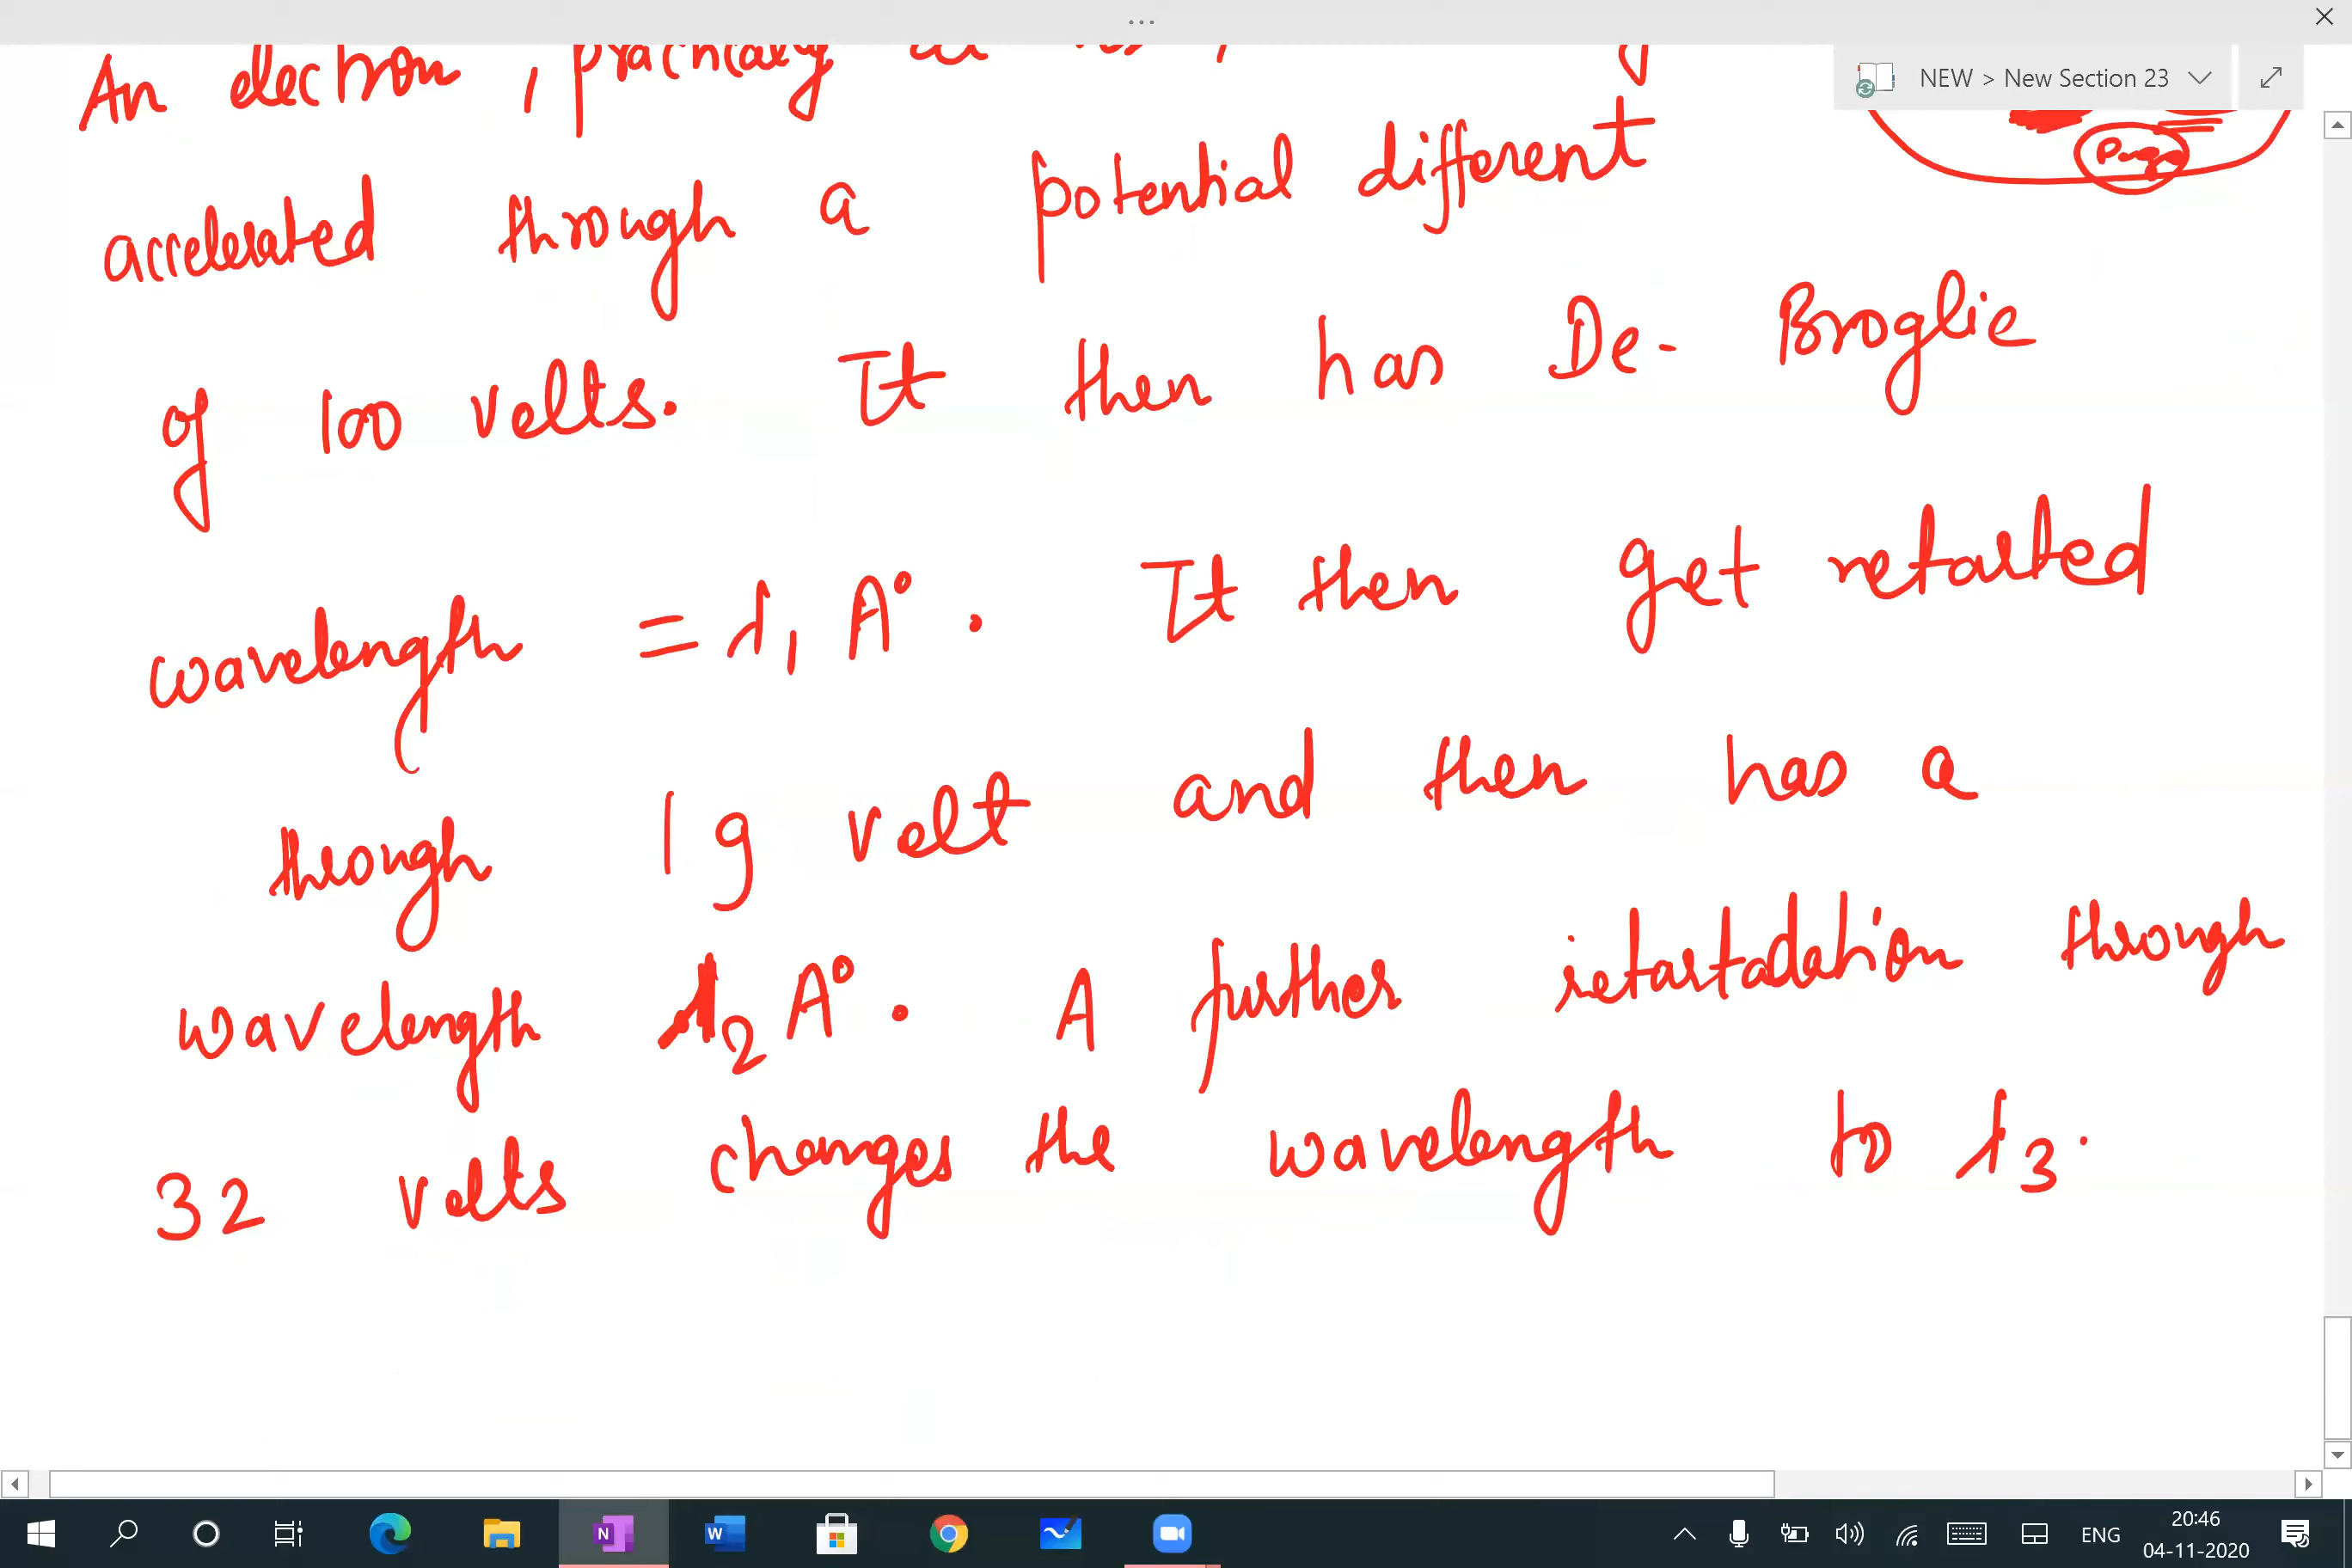 ...
NEW > New Section 23
An electron, practically at rest,
accelerated through a potential different
of 100 volts. It then has De- Broglie
wavelength = λ₁ A°. It then get retarted
through 19 volt and then has a
wavelength λ₂ A°. A further retartadation through
32 volts changes the wavelength to λ₃.
ENG
20:46
04-11-2020